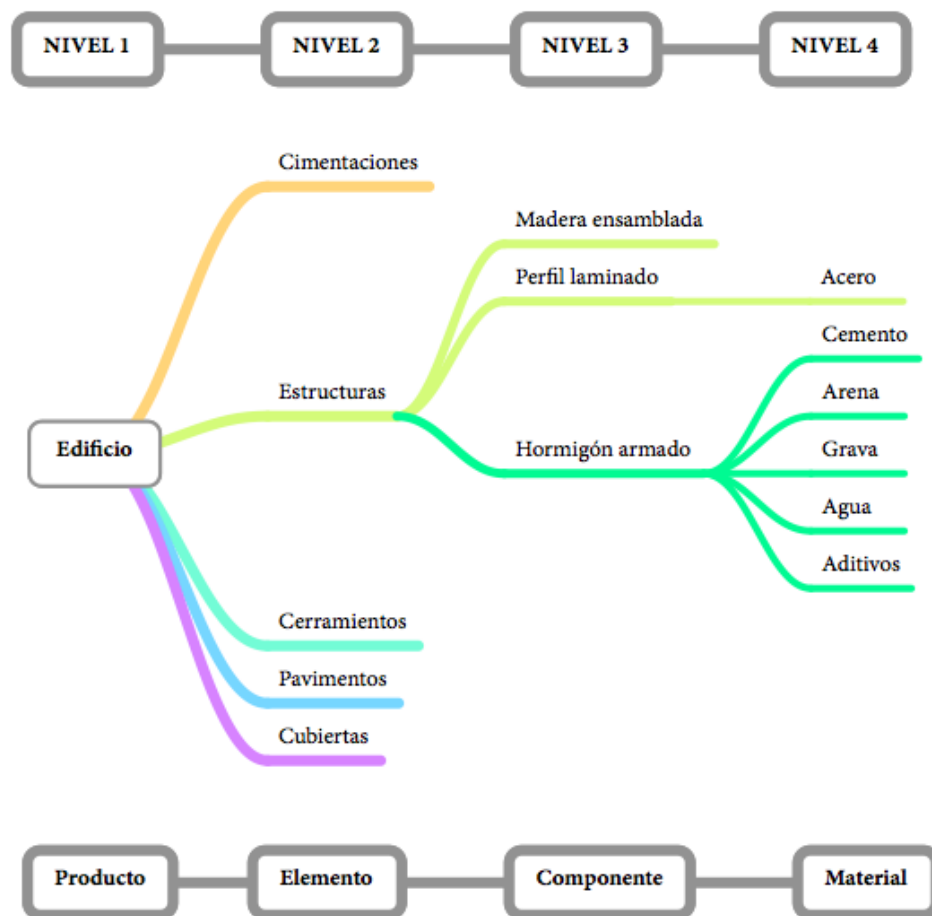 NIVEL 1 NIVEL 2 NIVEL 3 NIVEL 4
Cimentaciones
Madera ensamblada
Perfil laminado Acero
Cemento
Estructuras Arena
Edificio Hormigón armado Grava
Agua
Aditivos
Cerramientos
Pavimentos
Cubiertas
Producto Elemento Componente Material